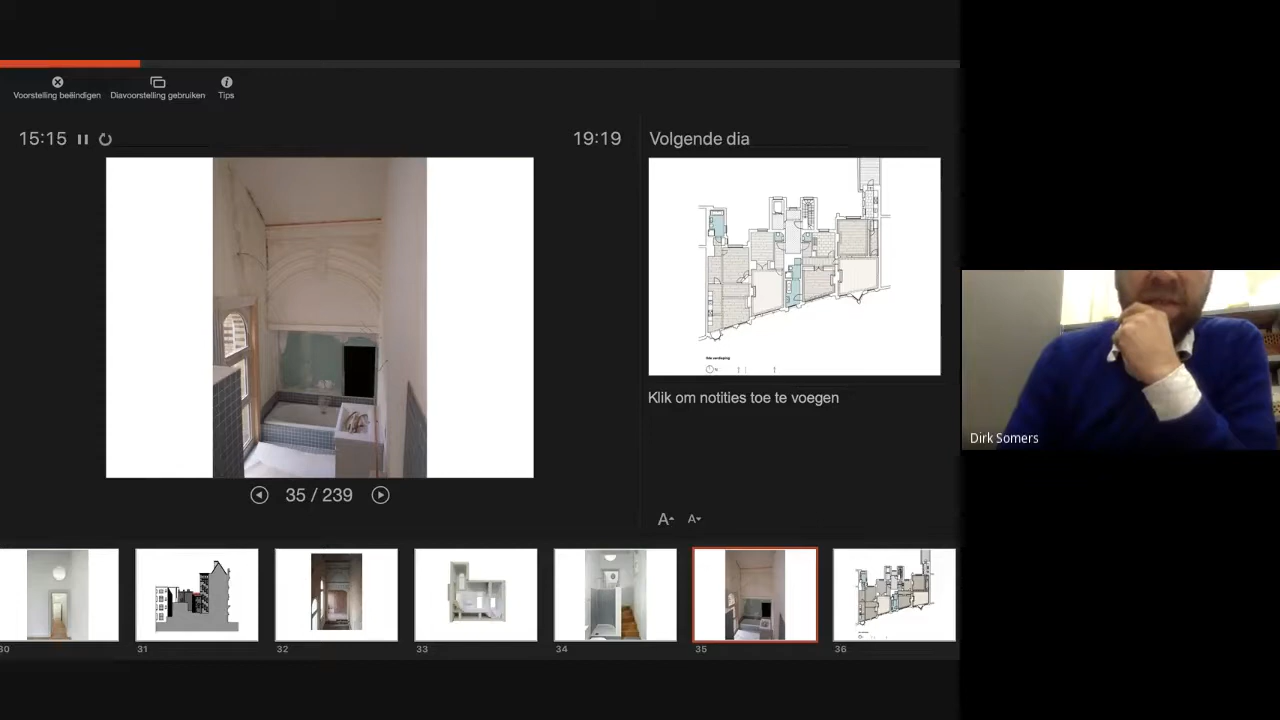 Voorstelling beëindigen
Diavoorstelling gebruiken
Tips
15:15
19:19
Volgende dia
Klik om notities toe te voegen
35 / 239
A A
30
31
32
33
34
35
36
Dirk Somers